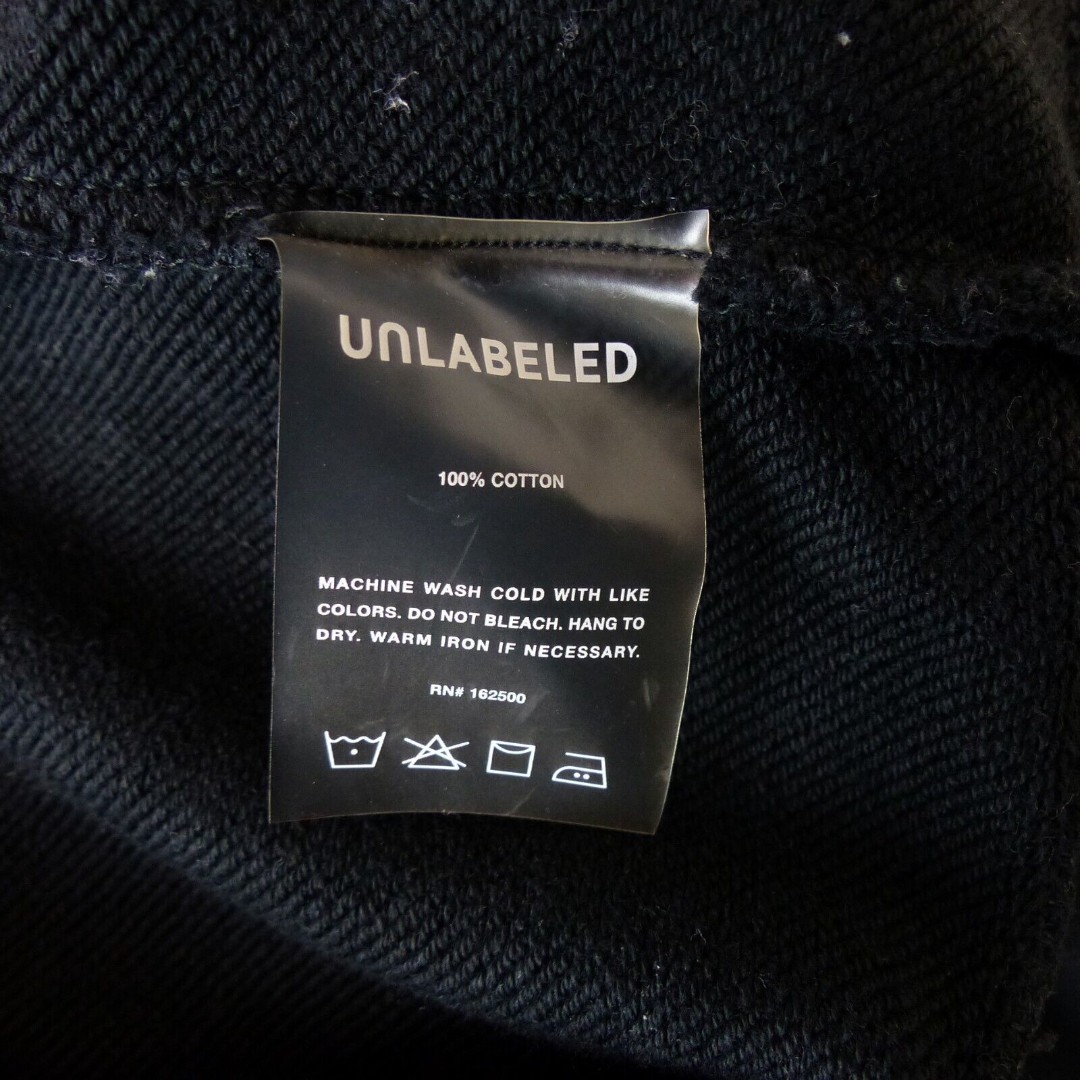 UNLABELED
100% COTTON
MACHINE WASH COLD WITH LIKE
COLORS. DO NOT BLEACH. HANG TO
DRY. WARM IRON IF NECESSARY.
RN# 162500